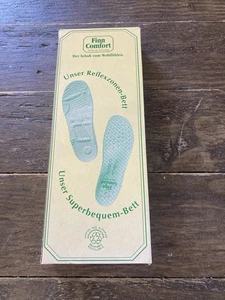 Finn
Comfort
Der Schuh zum Wohlfühlen
Unser Reflexzonen-Bett
Unser Superbequem-Bett